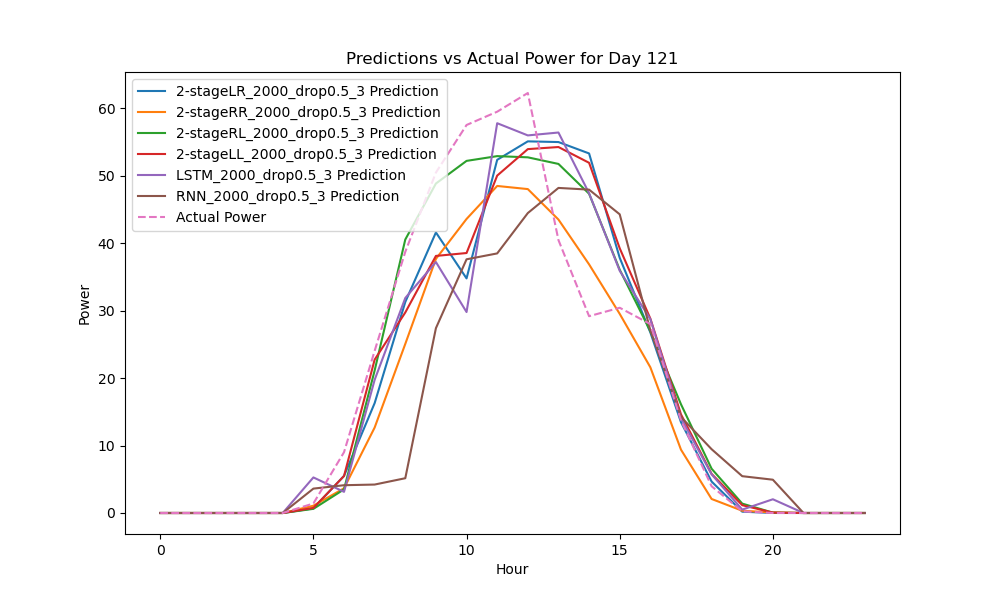 Predictions vs Actual Power for Day 121
2-stageLR_2000_drop0.5_3 Prediction
2-stageRR_2000_drop0.5_3 Prediction
2-stageRL_2000_drop0.5_3 Prediction
2-stageLL_2000_drop0.5_3 Prediction
LSTM_2000_drop0.5_3 Prediction
RNN_2000_drop0.5_3 Prediction
Actual Power
60
50
40
30
20
10
0
Power
0 5 10 15 20
Hour